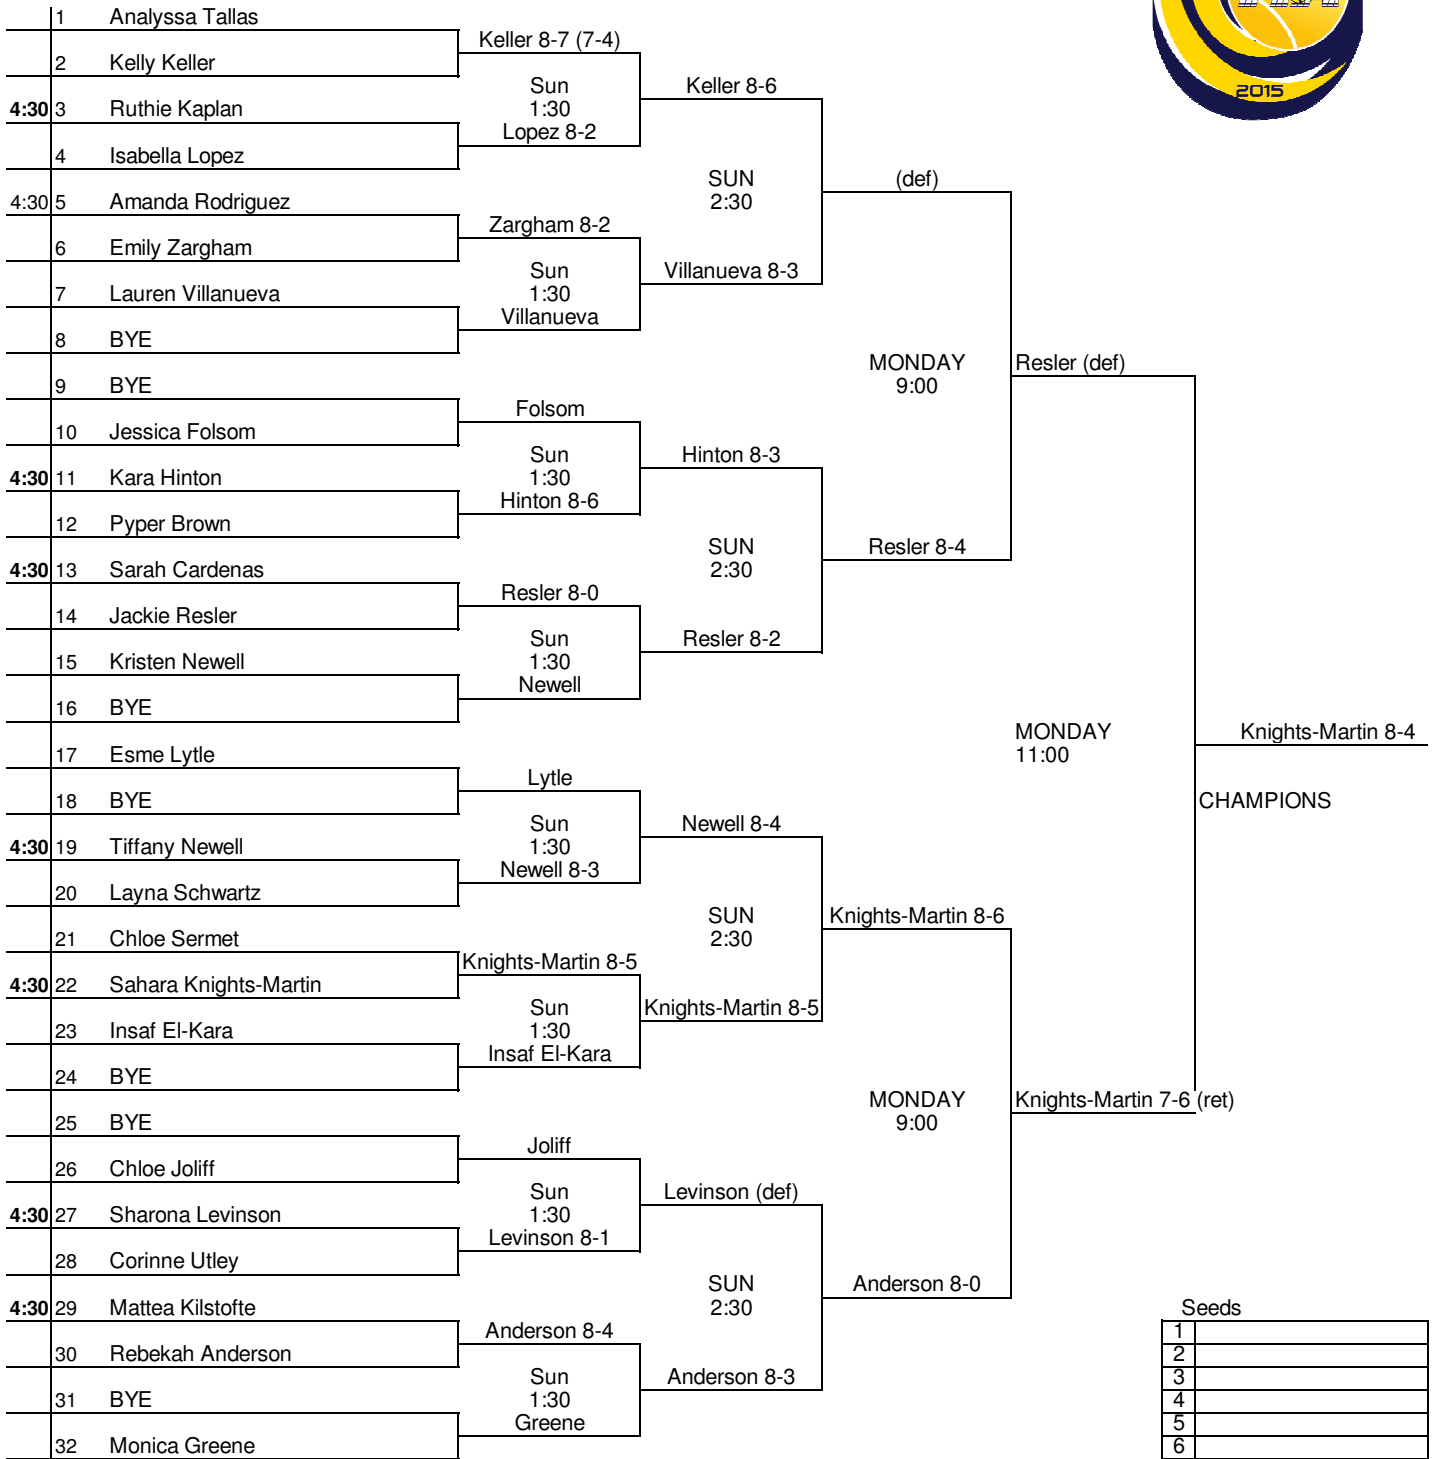 1 Analyssa Tallas
Keller 8-7 (7-4)
2 Kelly Keller
Sun
Keller 8-6
2015
4:30 3 Ruthie Kaplan
1:30
Lopez 8-2
4 Isabella Lopez
SUN
(def)
4:30 5 Amanda Rodriguez
2:30
Zargham 8-2
6 Emily Zargham
Sun
Villanueva 8-3
7 Lauren Villanueva
1:30
Villanueva
8 BYE
MONDAY
Resler (def)
9 BYE
9:00
Folsom
10 Jessica Folsom
Sun
Hinton 8-3
4:30 11 Kara Hinton
1:30
Hinton 8-6
12 Pyper Brown
SUN
Resler 8-4
4:30 13 Sarah Cardenas
2:30
Resler 8-0
14 Jackie Resler
Sun
Resler 8-2
15 Kristen Newell
1:30
Newell
16 BYE
MONDAY
Knights-Martin 8-4
17 Esme Lytle
11:00
Lytle
18 BYE
CHAMPIONS
Sun
Newell 8-4
4:30 19 Tiffany Newell
1:30
Newell 8-3
20 Layna Schwartz
SUN
Knights-Martin 8-6
21 Chloe Sermet
2:30
Knights-Martin 8-5
4:30 22 Sahara Knights-Martin
Sun
Knights-Martin 8-5
23 Insaf El-Kara
1:30
Insaf El-Kara
24 BYE
MONDAY
Knights-Martin 7-6 (ret)
25 BYE
9:00
Joliff
26 Chloe Joliff
Sun
Levinson (def)
4:30 27 Sharona Levinson
1:30
Levinson 8-1
28 Corinne Utley
SUN
Anderson 8-0
4:30 29 Mattea Kilstofte
2:30
Seeds
Anderson 8-4
1
30 Rebekah Anderson
2
Sun
Anderson 8-3
3
31 BYE
1:30
4
Greene
5
32 Monica Greene
6